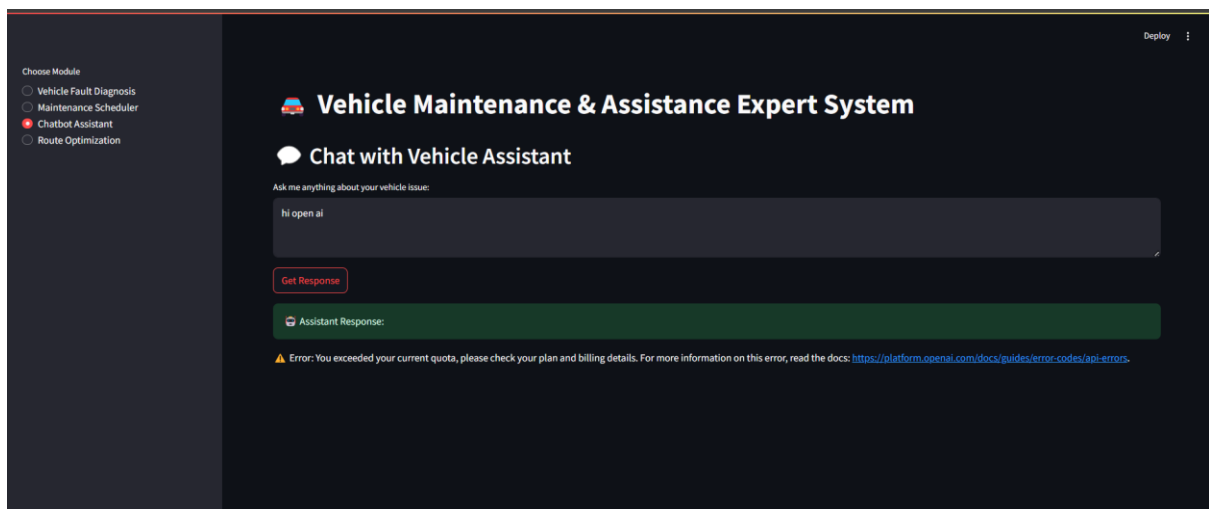 Deploy
Choose Module
Vehicle Fault Diagnosis
Maintenance Scheduler
Chatbot Assistant
Route Optimization
Vehicle Maintenance & Assistance Expert System
Chat with Vehicle Assistant
Ask me anything about your vehicle issue:
hi open ai
Get Response
Assistant Response:
Error: You exceeded your current quota, please check your plan and billing details. For more information on this error, read the docs: https://platform.openai.com/docs/guides/error-codes/api-errors.